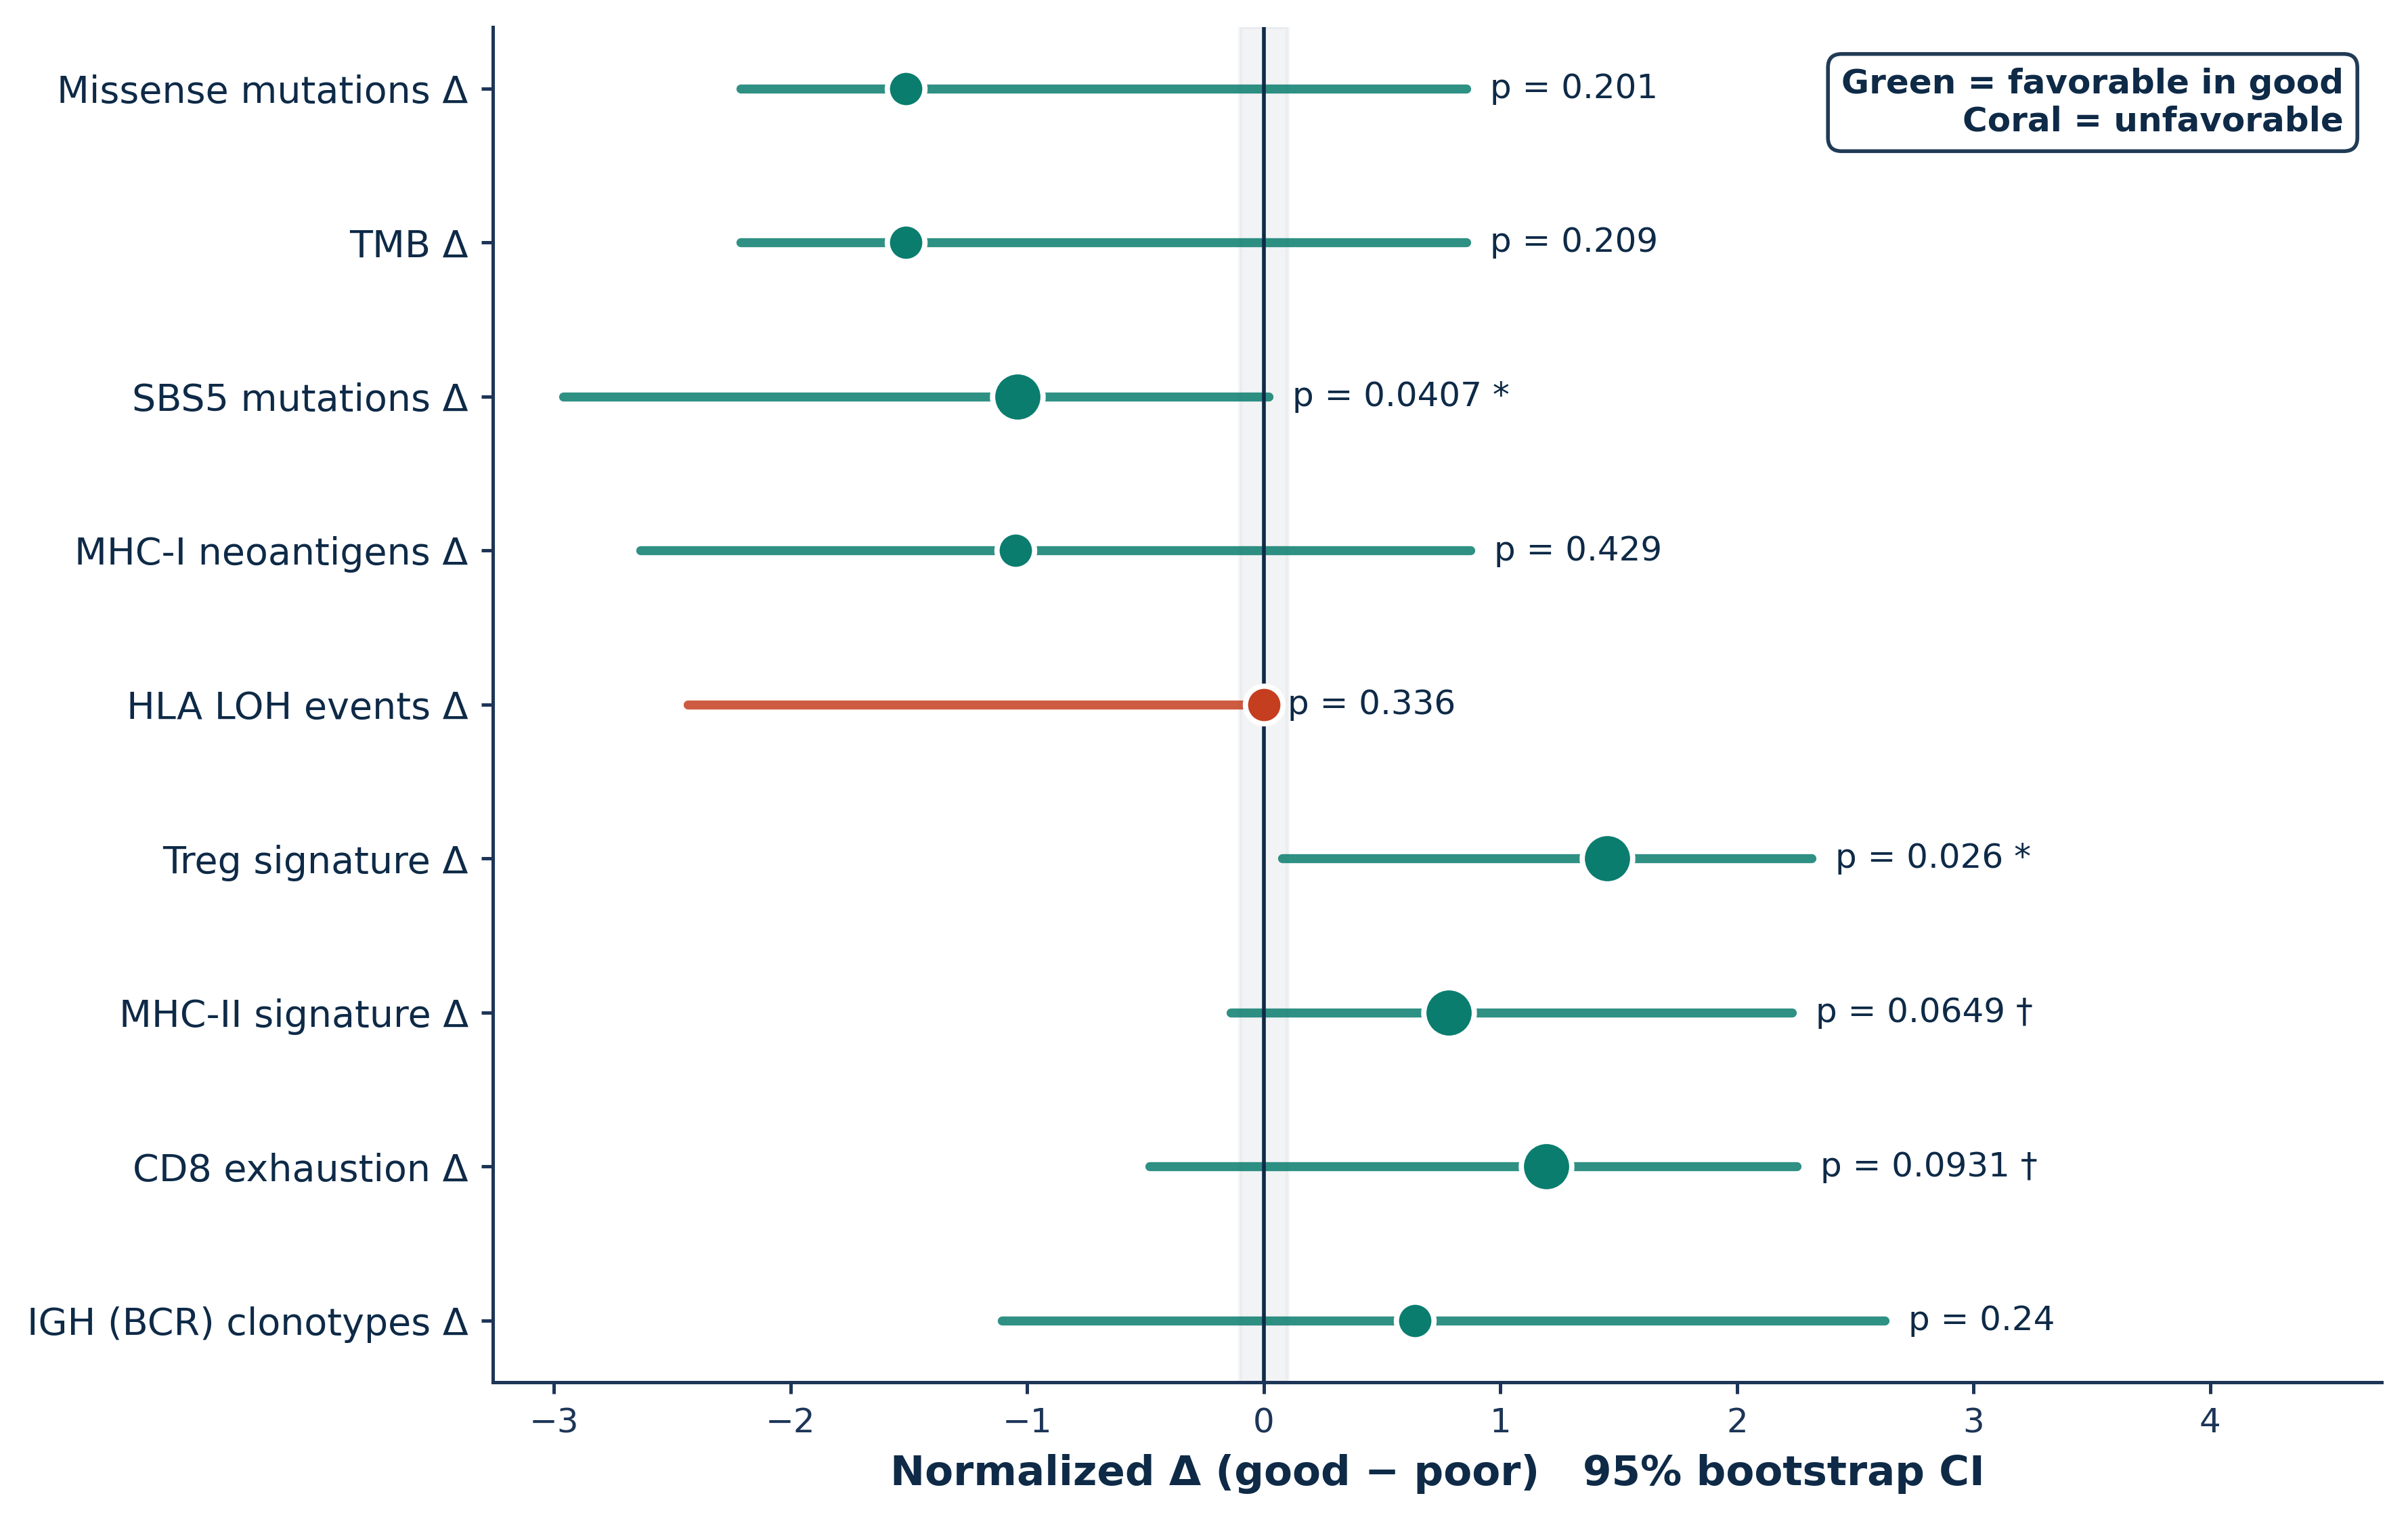 Missense mutations Δ
p = 0.201
Green = favorable in good
Coral = unfavorable
TMB Δ
p = 0.209
SBS5 mutations Δ
p = 0.0407 *
MHC-I neoantigens Δ
p = 0.429
HLA LOH events Δ
p = 0.336
Treg signature Δ
p = 0.026 *
MHC-II signature Δ
p = 0.0649 †
CD8 exhaustion Δ
p = 0.0931 †
IGH (BCR) clonotypes Δ
p = 0.24
−3 −2 −1 0 1 2 3 4
Normalized Δ (good − poor) 95% bootstrap CI